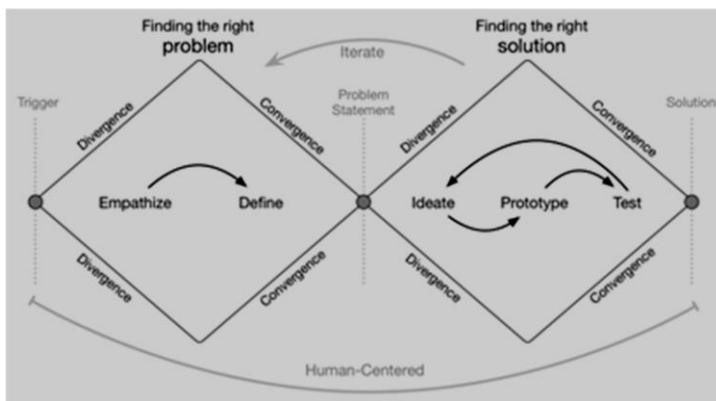 Finding the right
problem
Finding the right
solution
Iterate
Trigger
Problem
Statement
Solution
Divergence
Convergence
Divergence
Convergence
Empathize
Define
Ideate
Prototype
Test
Divergence
Convergence
Divergence
Convergence
Human-Centered